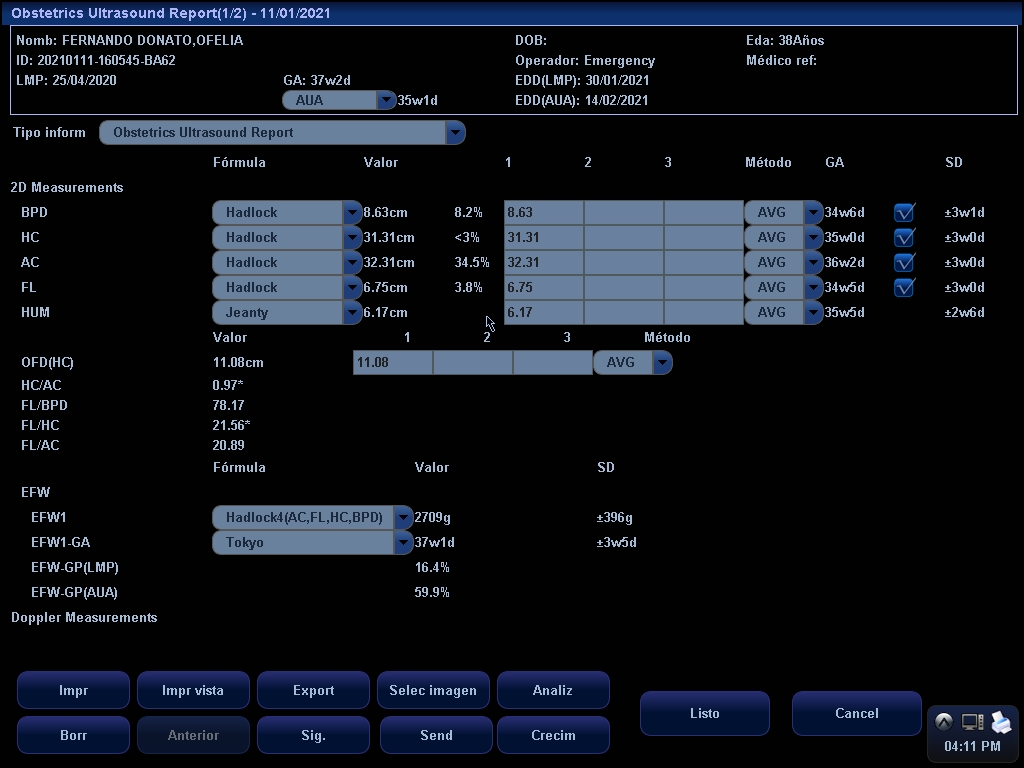 Obstetrics Ultrasound Report(1/2) - 11/01/2021
Nomb: FERNANDO DONATO,OFELIA DOB: Eda: 38Años
ID: 20210111-160545-BA62 Operador: Emergency Médico ref:
LMP: 25/04/2020 GA: 37w2d EDD(LMP): 30/01/2021
AUA 35w1d EDD(AUA): 14/02/2021
Tipo inform Obstetrics Ultrasound Report
Fórmula Valor 1 2 3 Método GA SD
2D Measurements
BPD Hadlock 8.63cm 8.2% 8.63 AVG 34w6d ±3w1d
HC Hadlock 31.31cm <3% 31.31 AVG 35w0d ±3w0d
AC Hadlock 32.31cm 34.5% 32.31 AVG 36w2d ±3w0d
FL Hadlock 6.75cm 3.8% 6.75 AVG 34w5d ±3w0d
HUM Jeanty 6.17cm 6.17 AVG 35w5d ±2w6d
Valor 1 2 3 Método
OFD(HC) 11.08cm 11.08 AVG
HC/AC 0.97*
FL/BPD 78.17
FL/HC 21.56*
FL/AC 20.89
Fórmula Valor SD
EFW
EFW1 Hadlock4(AC,FL,HC,BPD) 2709g ±396g
EFW1-GA Tokyo 37w1d ±3w5d
EFW-GP(LMP) 16.4%
EFW-GP(AUA) 59.9%
Doppler Measurements
Impr Impr vista Export Selec imagen Analiz
Listo Cancel
Borr Anterior Sig. Send Crecim
04:11 PM